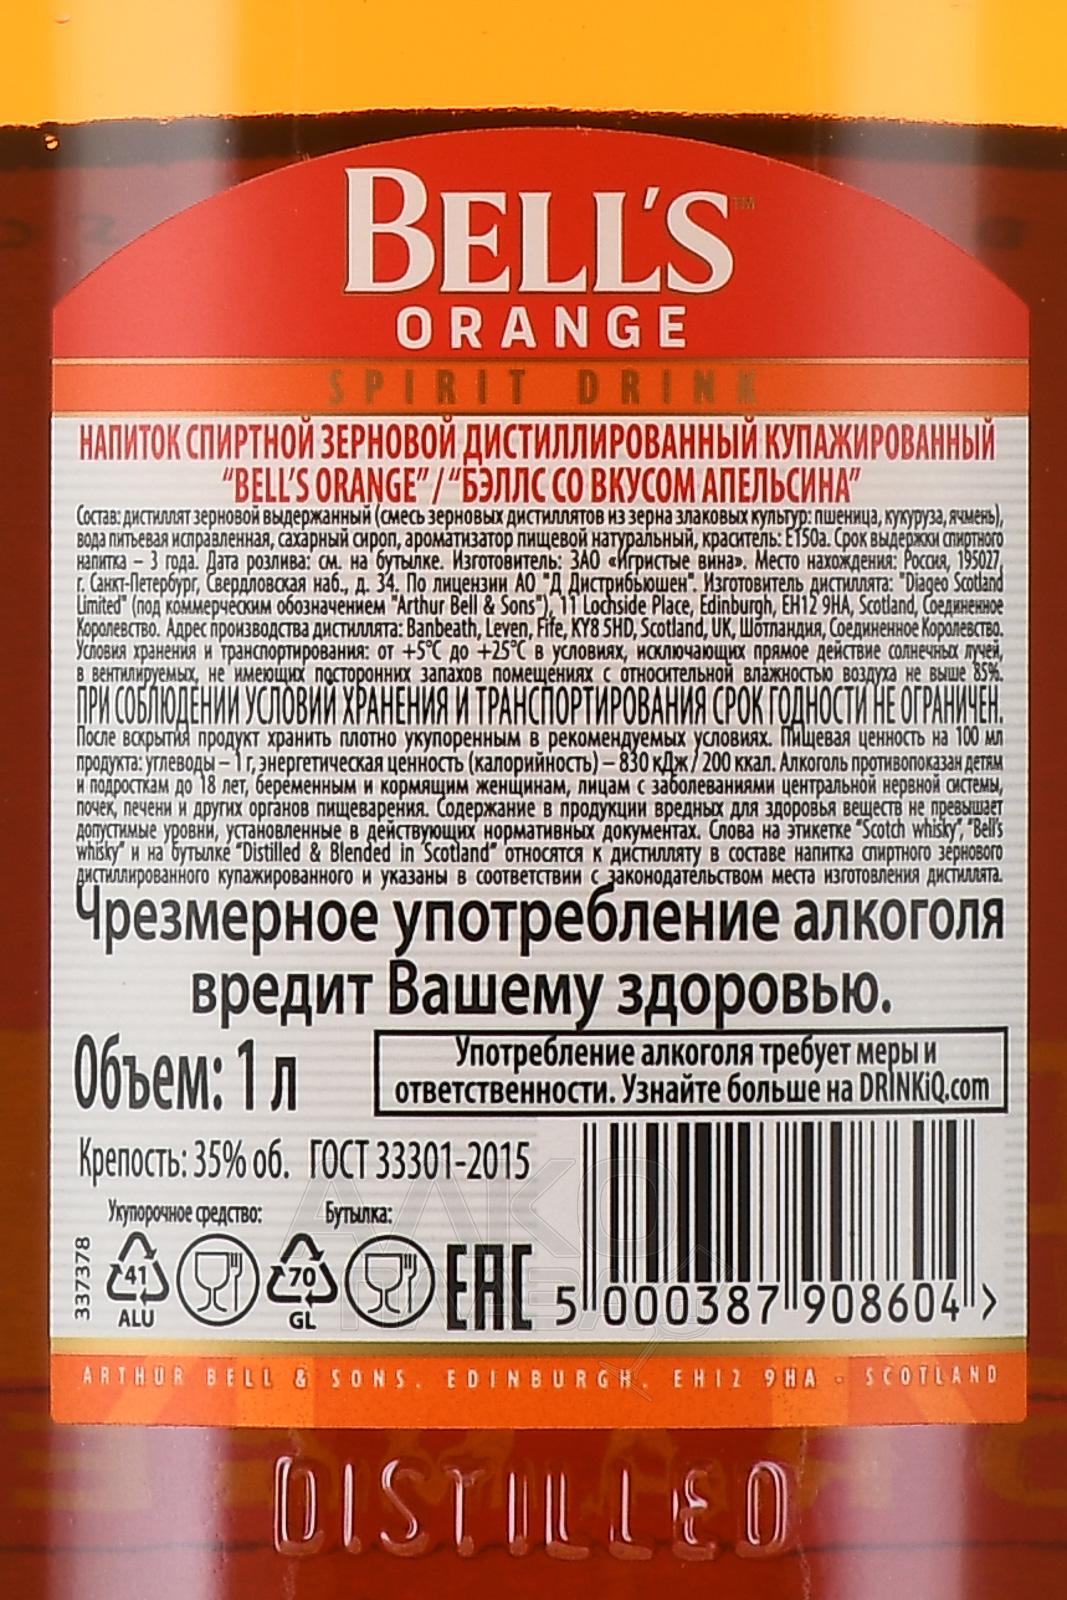 BELL'S™
ORANGE
SPIRIT DRINK
НАПИТОК СПИРТНОЙ ЗЕРНОВОЙ ДИСТИЛЛИРОВАННЫЙ КУПАЖИРОВАННЫЙ
"BELL'S ORANGE" / "БЭЛЛС СО ВКУСОМ АПЕЛЬСИНА"
Состав: дистиллят зерновой выдержанный (смесь зерновых дистиллятов из зерна злаковых культур: пшеница, кукуруза, ячмень),
вода питьевая исправленная, сахарный сироп, ароматизатор пищевой натуральный, краситель: E150a. Срок выдержки спиртного
напитка – 3 года. Дата розлива: см. на бутылке. Изготовитель: ЗАО «Игристые вина». Место нахождения: Россия, 195027,
г. Санкт-Петербург, Свердловская наб., д. 34. По лицензии АО "Д Дистрибьюшен". Изготовитель дистиллята: "Diageo Scotland
Limited" (под коммерческим обозначением "Arthur Bell & Sons"), 11 Lochside Place, Edinburgh, EH12 9HA, Scotland, Соединенное
Королевство. Адрес производства дистиллята: Banbeath, Leven, Fife, KY8 5HD, Scotland, UK, Шотландия, Соединенное Королевство.
Условия хранения и транспортирования: от +5°C до +25°C в условиях, исключающих прямое действие солнечных лучей,
в вентилируемых, не имеющих посторонних запахов помещениях с относительной влажностью воздуха не выше 85%.
ПРИ СОБЛЮДЕНИИ УСЛОВИЙ ХРАНЕНИЯ И ТРАНСПОРТИРОВАНИЯ СРОК ГОДНОСТИ НЕ ОГРАНИЧЕН.
После вскрытия продукт хранить плотно укупоренным в рекомендуемых условиях. Пищевая ценность на 100 мл
продукта: углеводы – 1 г, энергетическая ценность (калорийность) – 830 кДж / 200 ккал. Алкоголь противопоказан детям
и подросткам до 18 лет, беременным и кормящим женщинам, лицам с заболеваниями центральной нервной системы,
почек, печени и других органов пищеварения. Содержание в продукции вредных для здоровья веществ не превышает
допустимые уровни, установленные в действующих нормативных документах. Слова на этикетке "Scotch whisky", "Bell's
whisky" и на бутылке "Distilled & Blended in Scotland" относятся к дистилляту в составе напитка спиртного зернового
дистиллированного купажированного и указаны в соответствии с законодательством места изготовления дистиллята.
Чрезмерное употребление алкоголя
вредит Вашему здоровью.
Объем: 1 л
Употребление алкоголя требует меры и
ответственности. Узнайте больше на DRINKiQ.com
Крепость: 35% об. ГОСТ 33301-2015
Укупорочное средство: Бутылка:
337378
41
ALU
70
GL
EAC
5 000387 908604 >
ARTHUR BELL & SONS. EDINBURGH. EH12 9HA - SCOTLAND
DISTILLED